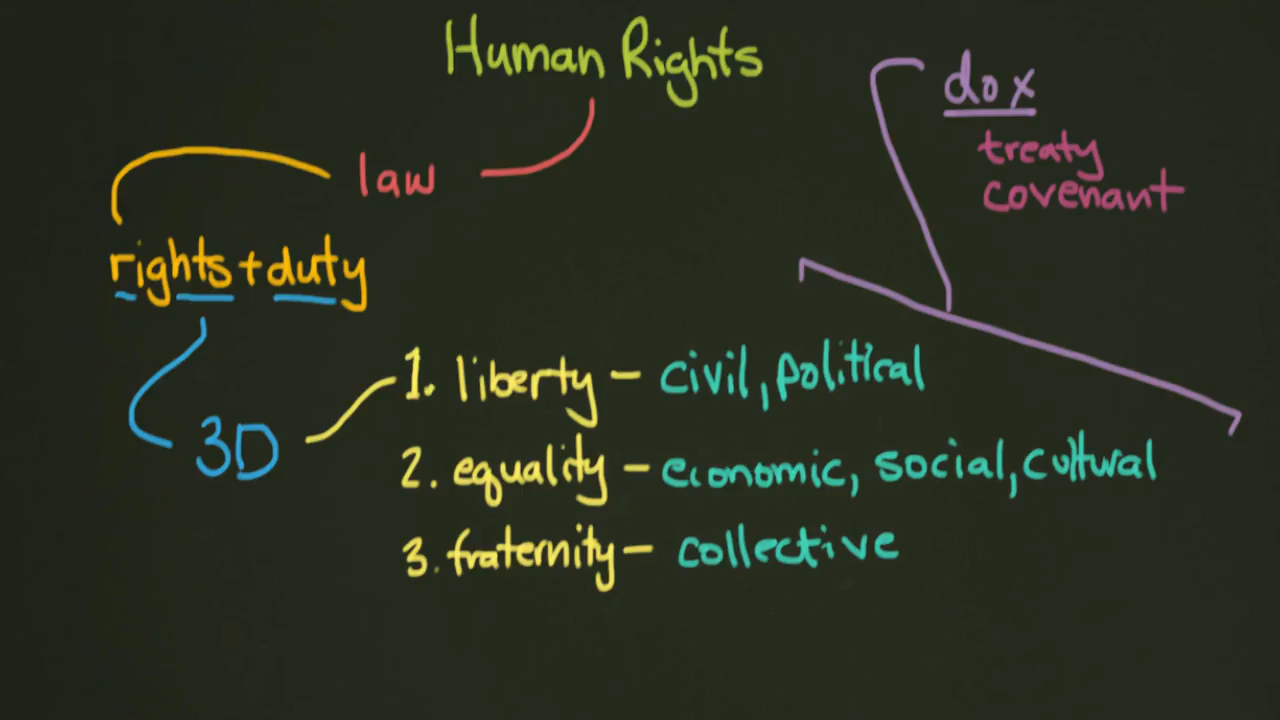 Human Rights
dox
treaty
covenant
law
rights+duty
3D
1. liberty – civil, political
2. equality – economic, social, cultural
3. fraternity – collective